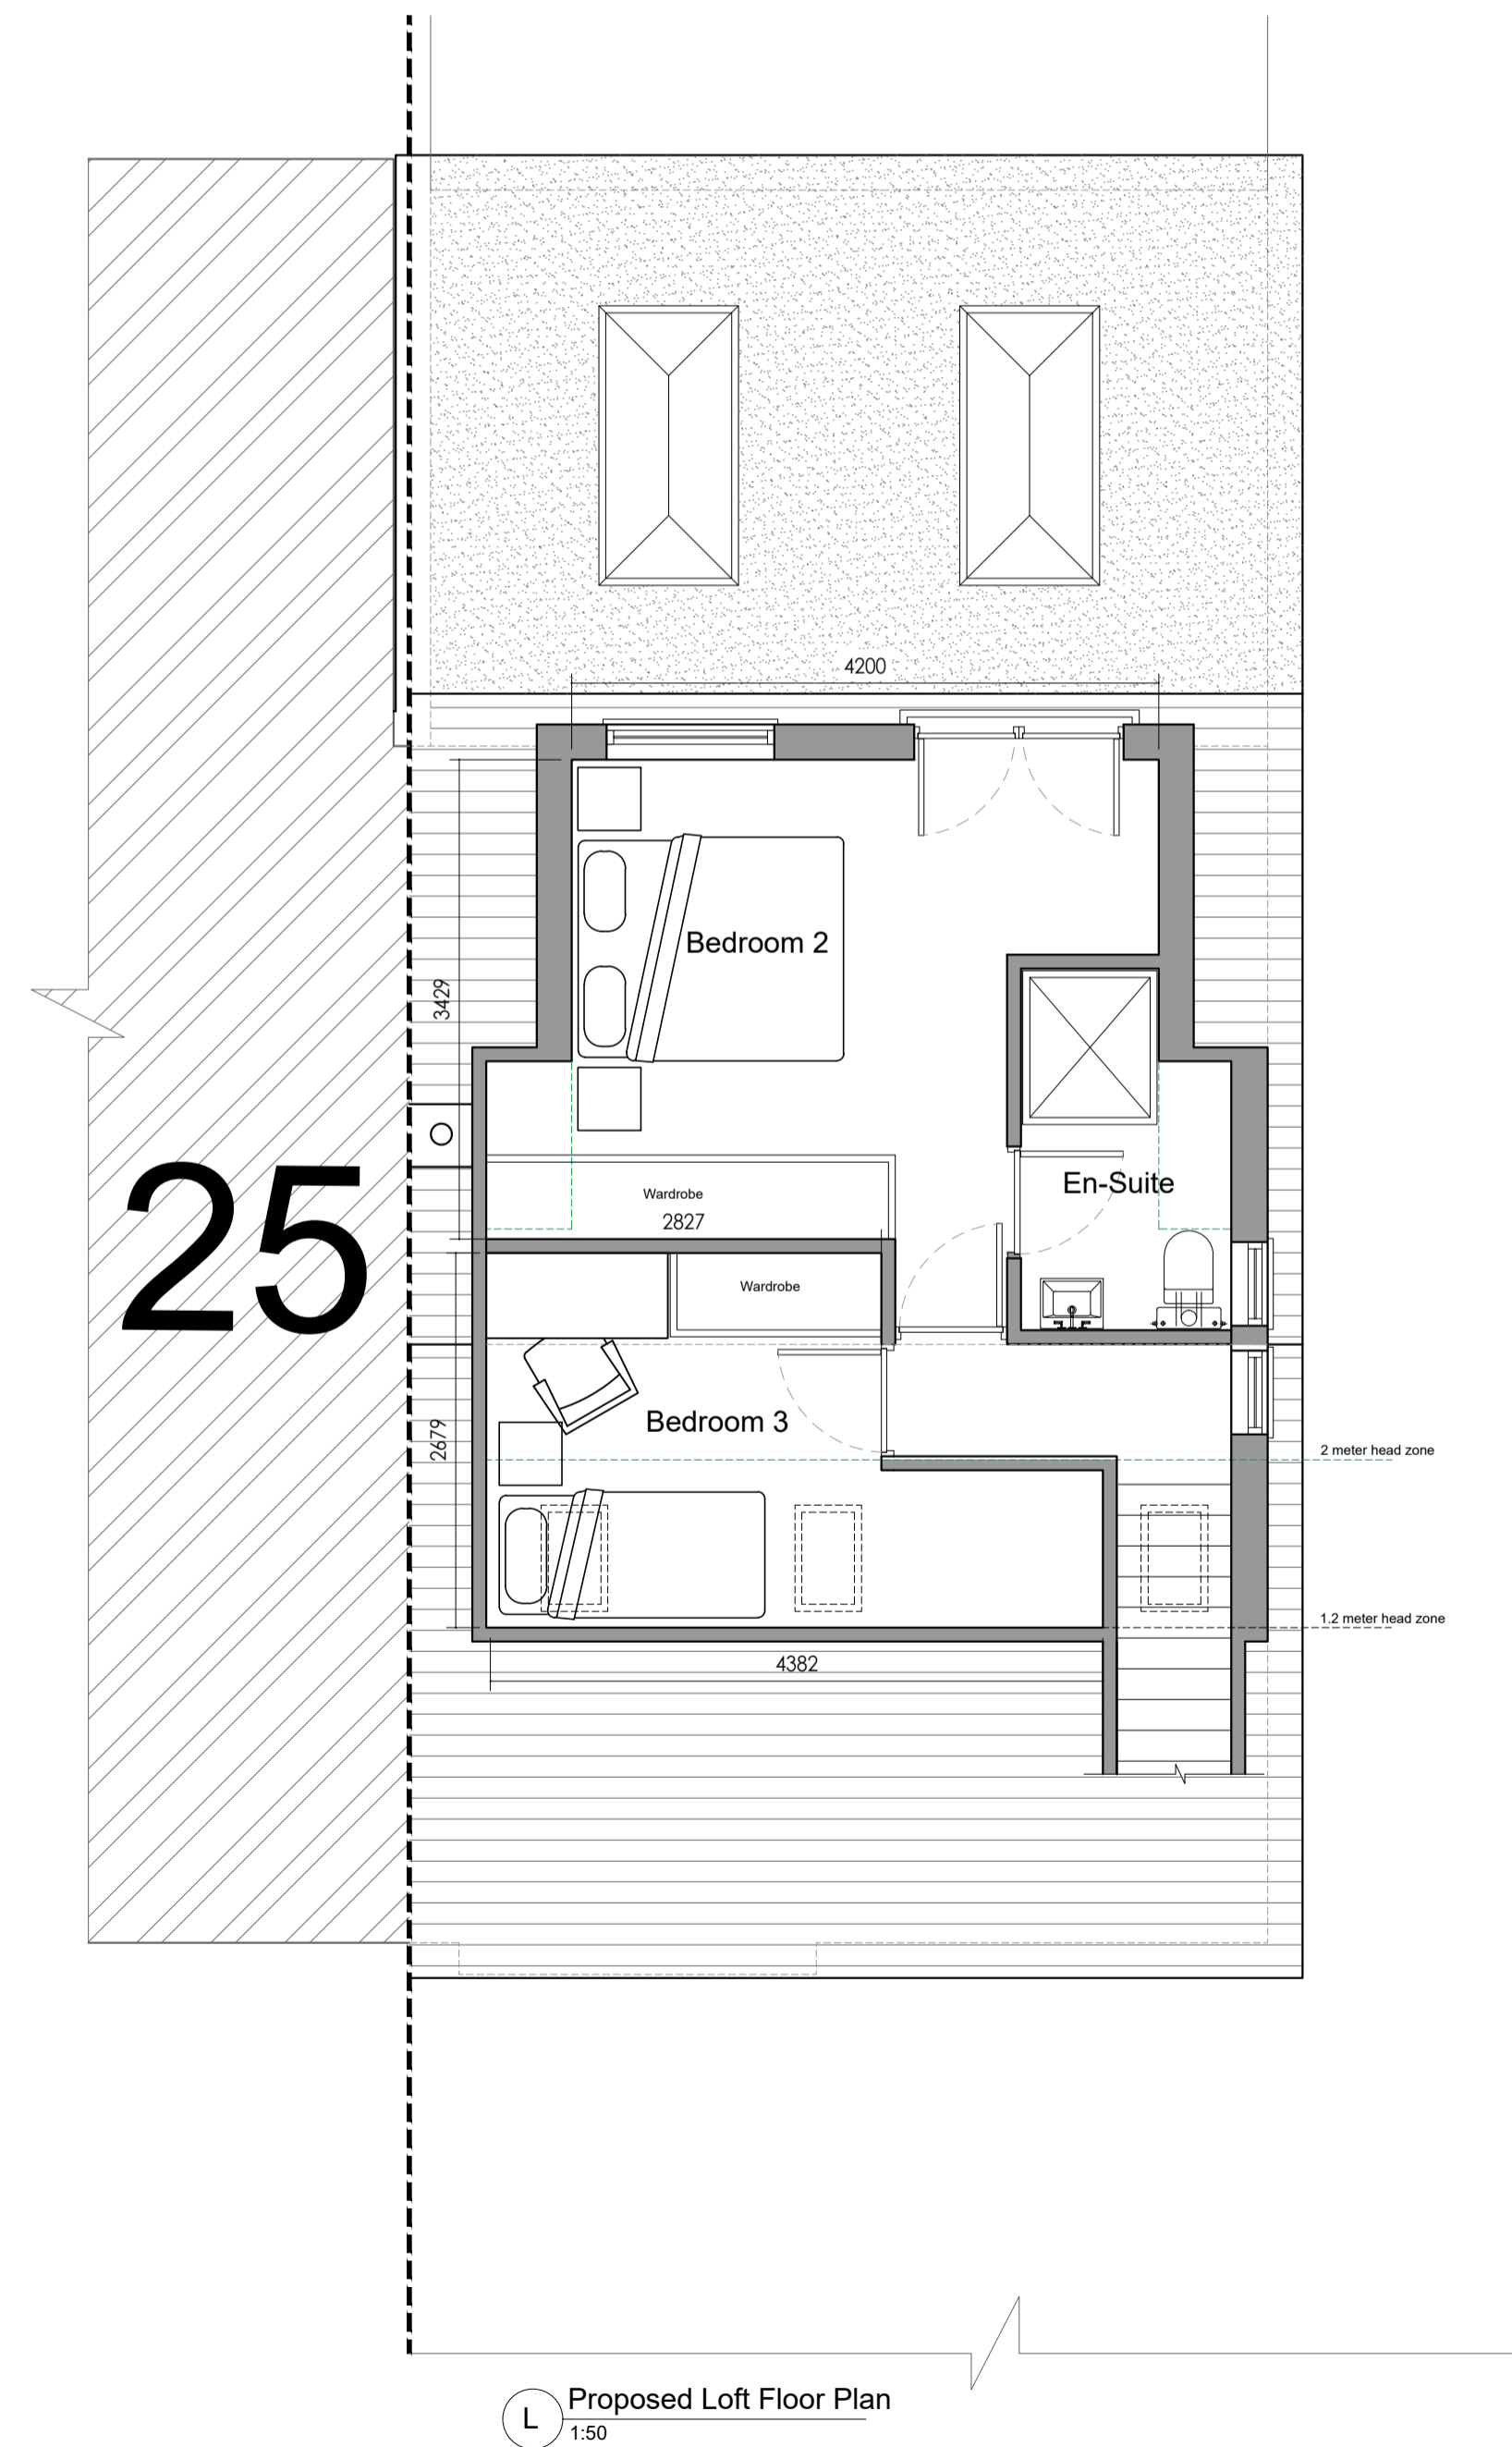 4200
Bedroom 2
3429
En-Suite
Wardrobe
2827
25
Wardrobe
Bedroom 3
2679
2 meter head zone
1.2 meter head zone
4382
L
Proposed Loft Floor Plan
1:50